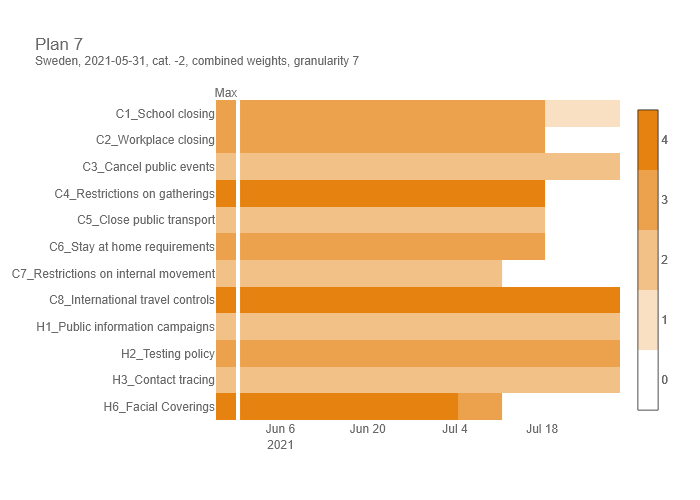 Plan 7
Sweden, 2021-05-31, cat. -2, combined weights, granularity 7
Max
C1_School closing
C2_Workplace closing
C3_Cancel public events
C4_Restrictions on gatherings
C5_Close public transport
C6_Stay at home requirements
C7_Restrictions on internal movement
C8_International travel controls
H1_Public information campaigns
H2_Testing policy
H3_Contact tracing
H6_Facial Coverings
Jun 6 Jun 20 Jul 4 Jul 18
2021
4
3
2
1
0